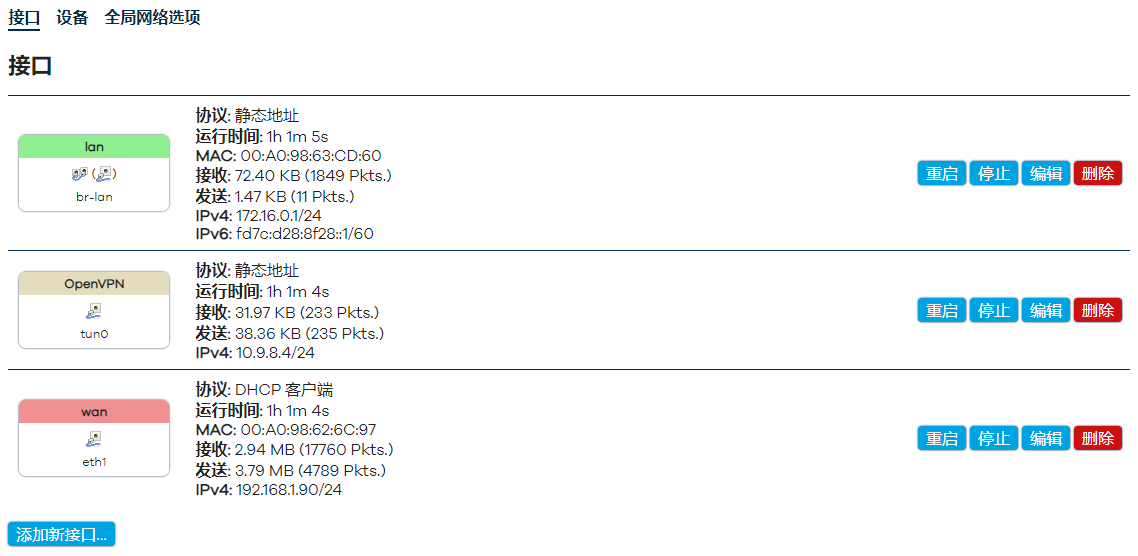 接口 设备 全局网络选项
接口
lan
br-lan
协议: 静态地址
运行时间: 1h 1m 5s
MAC: 00:A0:98:63:CD:60
接收: 72.40 KB (1849 Pkts.)
发送: 1.47 KB (11 Pkts.)
IPv4: 172.16.0.1/24
IPv6: fd7c:d28:8f28::1/60
重启 停止 编辑 删除
OpenVPN
tun0
协议: 静态地址
运行时间: 1h 1m 4s
接收: 31.97 KB (233 Pkts.)
发送: 38.36 KB (235 Pkts.)
IPv4: 10.9.8.4/24
重启 停止 编辑 删除
wan
eth1
协议: DHCP 客户端
运行时间: 1h 1m 4s
MAC: 00:A0:98:62:6C:97
接收: 2.94 MB (17760 Pkts.)
发送: 3.79 MB (4789 Pkts.)
IPv4: 192.168.1.90/24
重启 停止 编辑 删除
添加新接口...